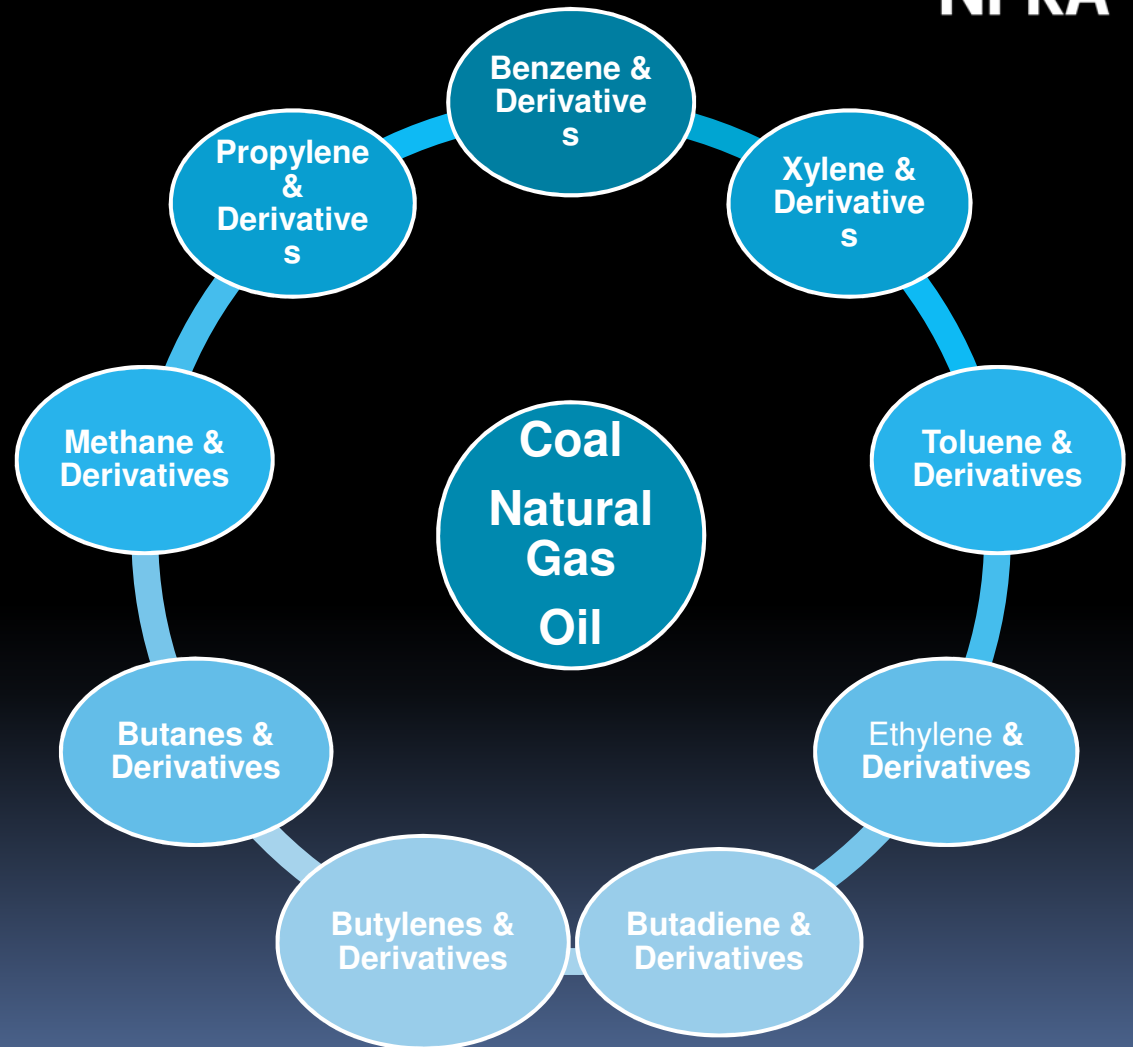 Benzene &
Derivative
s
Xylene &
Derivative
s
Toluene &
Derivatives
Ethylene &
Derivatives
Butadiene &
Derivatives
Butylenes &
Derivatives
Butanes &
Derivatives
Methane &
Derivatives
Propylene
&
Derivative
s
Coal
Natural
Gas
Oil